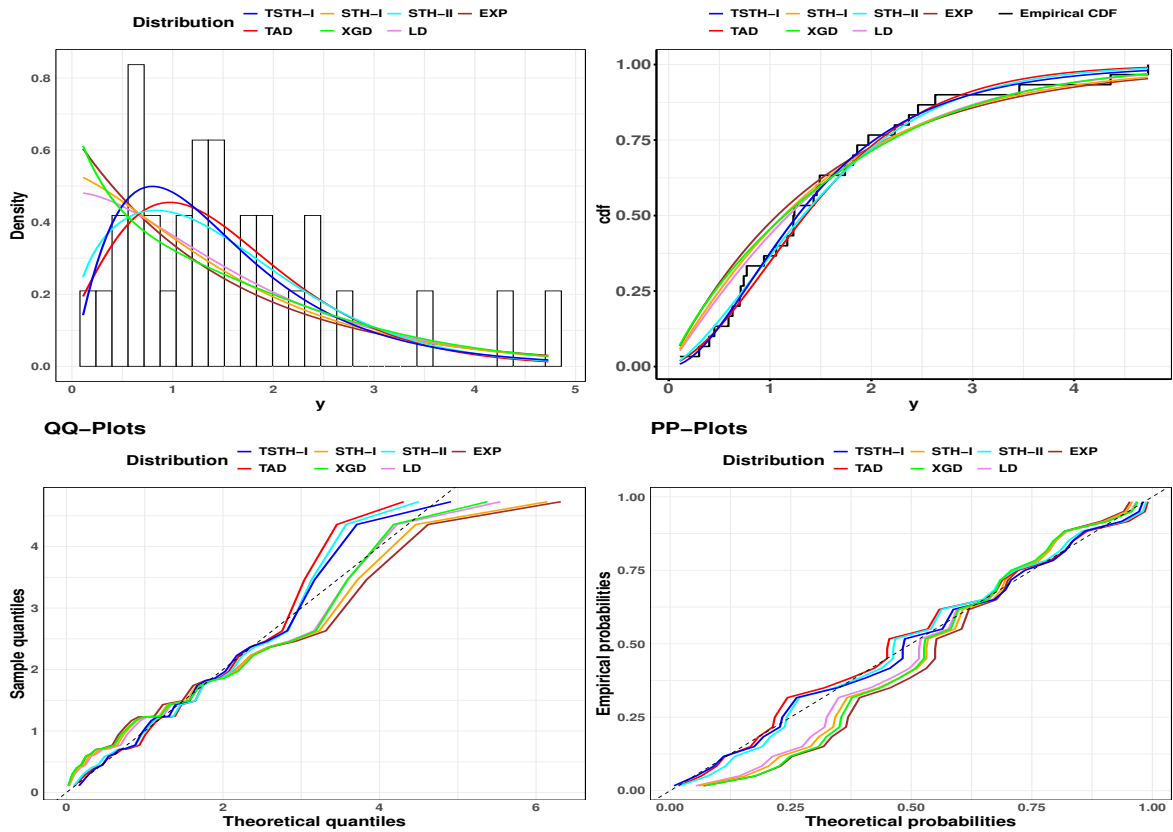 Distribution TSTH-I STH-I STH-II EXP
TAD XGD LD
Density
0.8
0.6
0.4
0.2
0.0
0 1 2 3 4 5
y
TSTH-I STH-I STH-II EXP Empirical CDF
TAD XGD LD
cdf
1.00
0.75
0.50
0.25
0.00
0 1 2 3 4
y
QQ-Plots
Distribution TSTH-I STH-I STH-II EXP
TAD XGD LD
Sample quantiles
4
3
2
1
0
0 2 4 6
Theoretical quantiles
PP-Plots
Distribution TSTH-I STH-I STH-II EXP
TAD XGD LD
Empirical probabilities
1.00
0.75
0.50
0.25
0.00
0.00 0.25 0.50 0.75 1.00
Theoretical probabilities